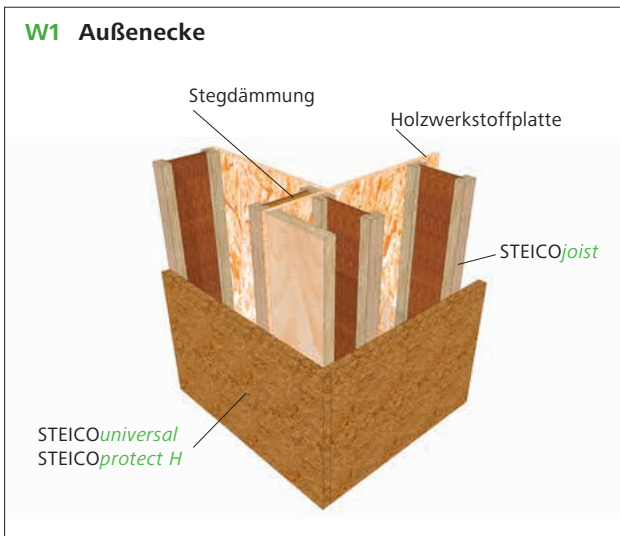 W1 Außenecke
Stegdämmung
Holzwerkstoffplatte
STEICOjoist
STEICOuniversal
STEICOprotect H